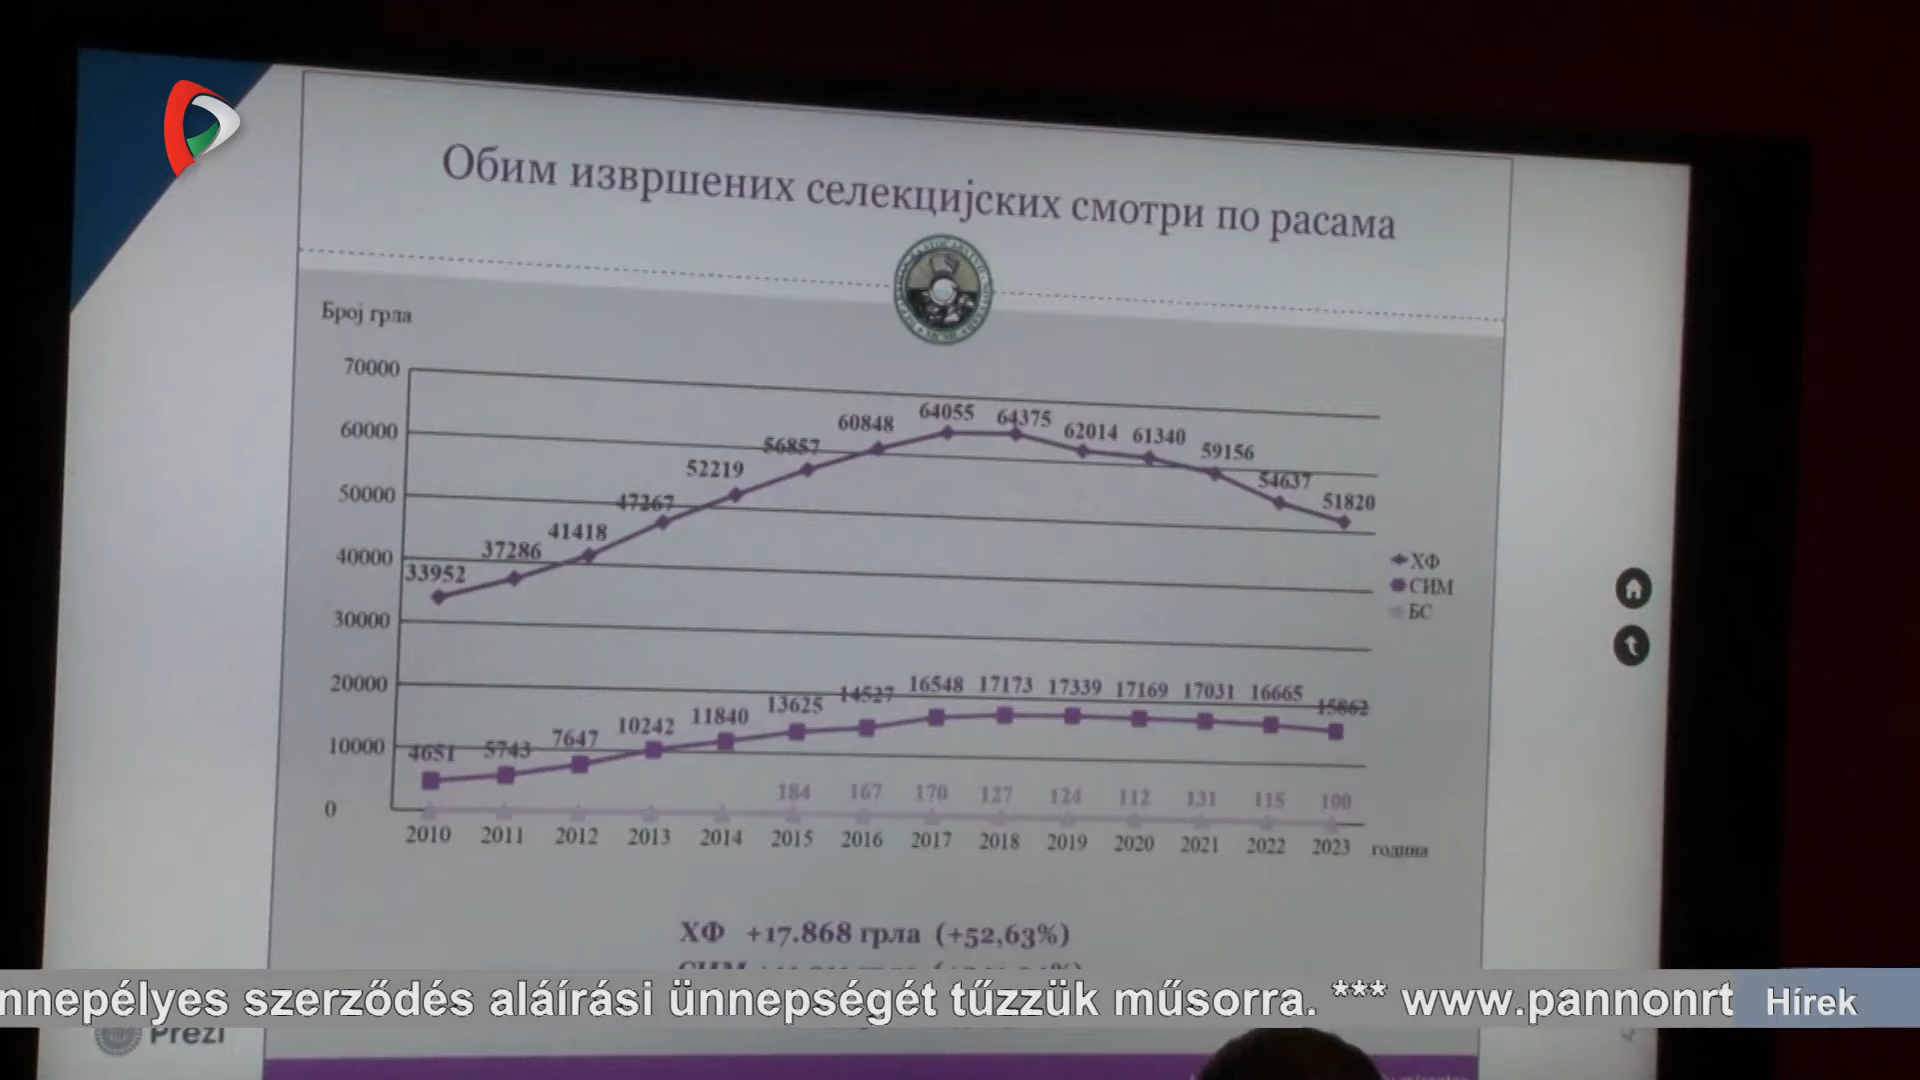 Обим извршених селекцијских смотри по расама
Број грла
70000
60000
50000
40000
30000
20000
10000
0
33952 37286 41418 47267 52219 56857 60848 64055 64375 62014 61340 59156 54637 51820
4651 5743 7647 10242 11840 13625 14527 16548 17173 17339 17169 17031 16665 15862
184 167 170 127 124 112 131 115 100
2010 2011 2012 2013 2014 2015 2016 2017 2018 2019 2020 2021 2022 2023 година
ХФ
СИМ
БС
ХФ +17.868 грла (+52,63%)
nnepélyes szerződés aláírási ünnepségét tűzzük műsorra. *** www.pannonrt
Hírek
Prezi